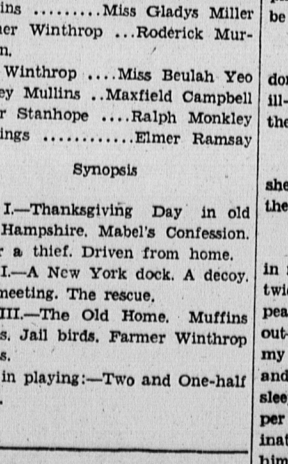 ins .........Miss Gladys Miller
er Winthrop ...Roderick Mur-
n.
Winthrop ....Miss Beulah Yeo
ey Mullins ..Maxfield Campbell
r Stanhope ....Ralph Monkley
ings ............Elmer Ramsay
Synopsis
I.—Thanksgiving Day in old
Hampshire. Mabel's Confession.
r a thief. Driven from home.
I.—A New York dock. A decoy.
meeting. The rescue.
III.—The Old Home. Muffins
s. Jail birds. Farmer Winthrop
s.
in playing:—Two and One-half
be
don
ill-
the
she
the
in
twi
pea
out-
my
and
slee
per
inat
him